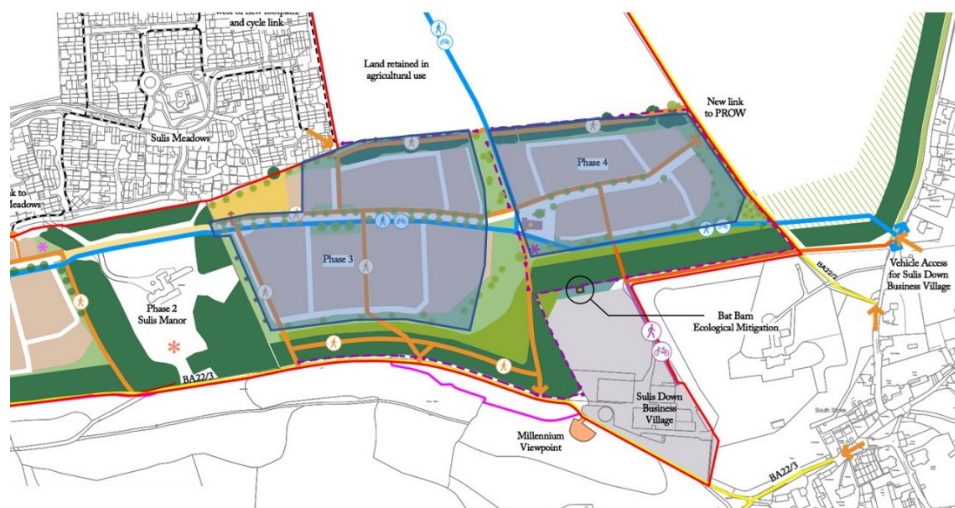 west of new footpath
and cycle link
Land retained in
agricultural use
New link
to PROW
Sulis Meadows
Phase 4
link to
Meadows
Phase 3
Vehicle Access
for Sulis Down
Business Village
Phase 2
Sulis Manor
BA22/2
Bat Barn
Ecological Mitigation
BA22/3
Sulis Down
Business
Village
South Stoke
Millennium
Viewpoint
BA22/3